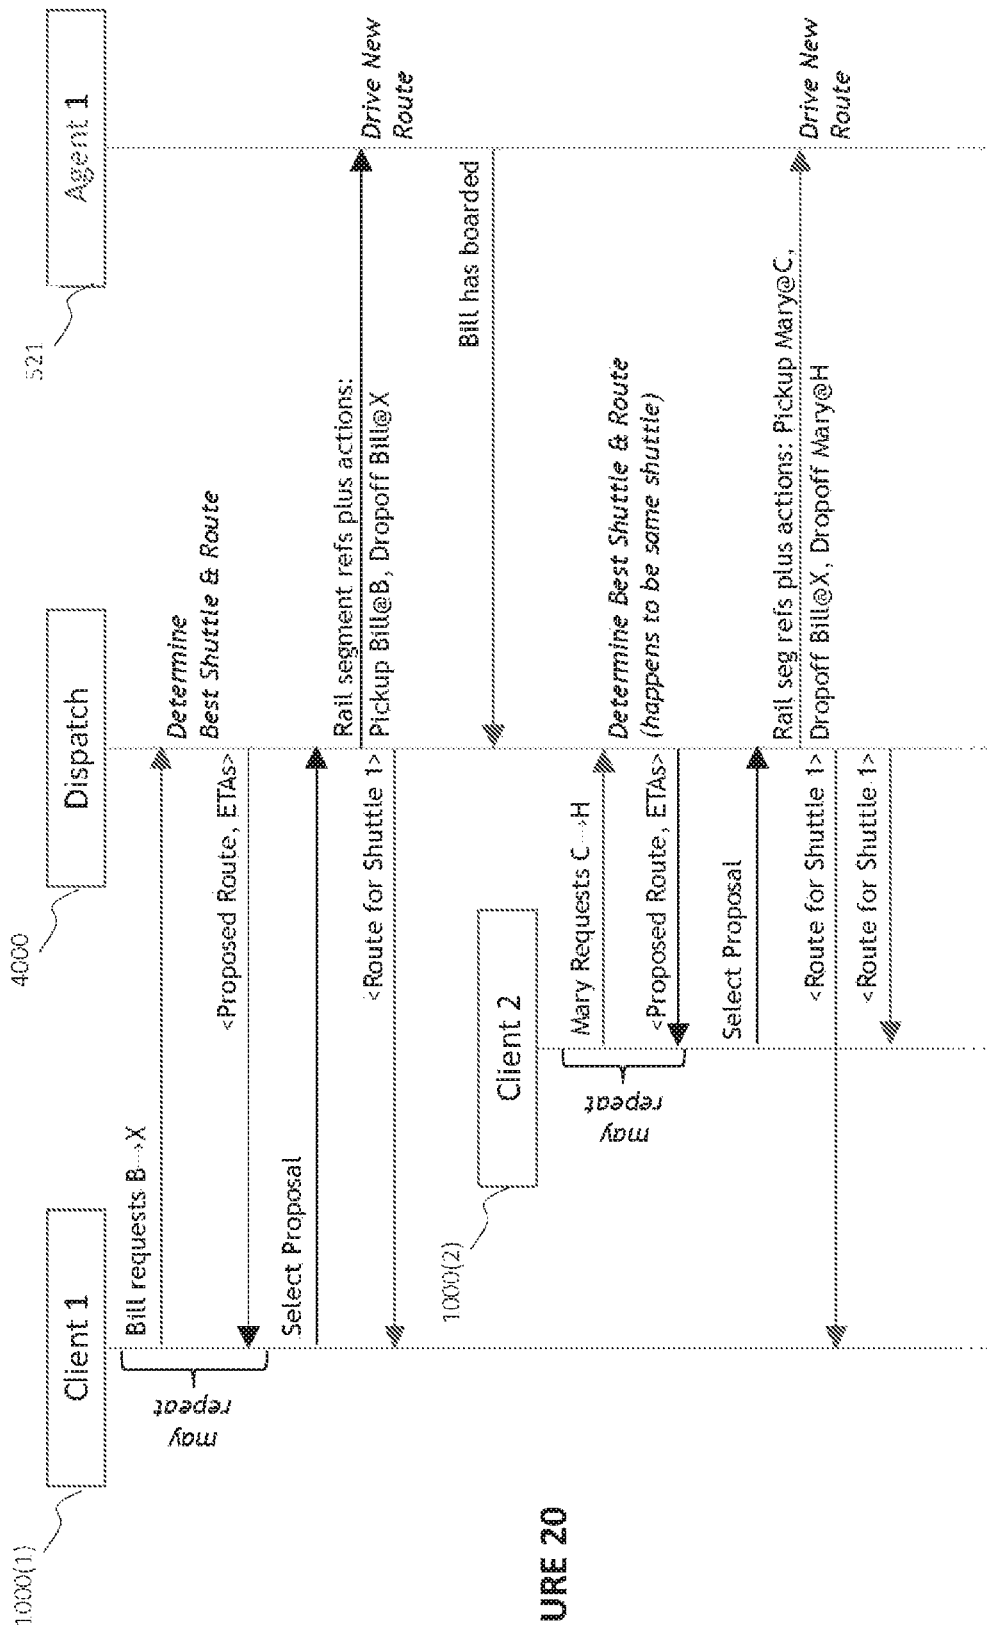 1000(1)
4000
521
Client 1
Dispatch
Agent 1
Bill requests B→X
Determine
Best Shuttle & Route
<Proposed Route, ETAs>
may
repeat
Select Proposal
Rail segment refs plus actions:
Pickup Bill@B, Dropoff Bill@X
Drive New
Route
<Route for Shuttle 1>
Bill has boarded
1000(2)
Client 2
Mary Requests C→H
Determine Best Shuttle & Route
(happens to be same shuttle)
<Proposed Route, ETAs>
may
repeat
Select Proposal
Rail seg refs plus actions: Pickup Mary@C,
Dropoff Bill@X, Dropoff Mary@H
Drive New
Route
<Route for Shuttle 1>
<Route for Shuttle 1>
URE 20